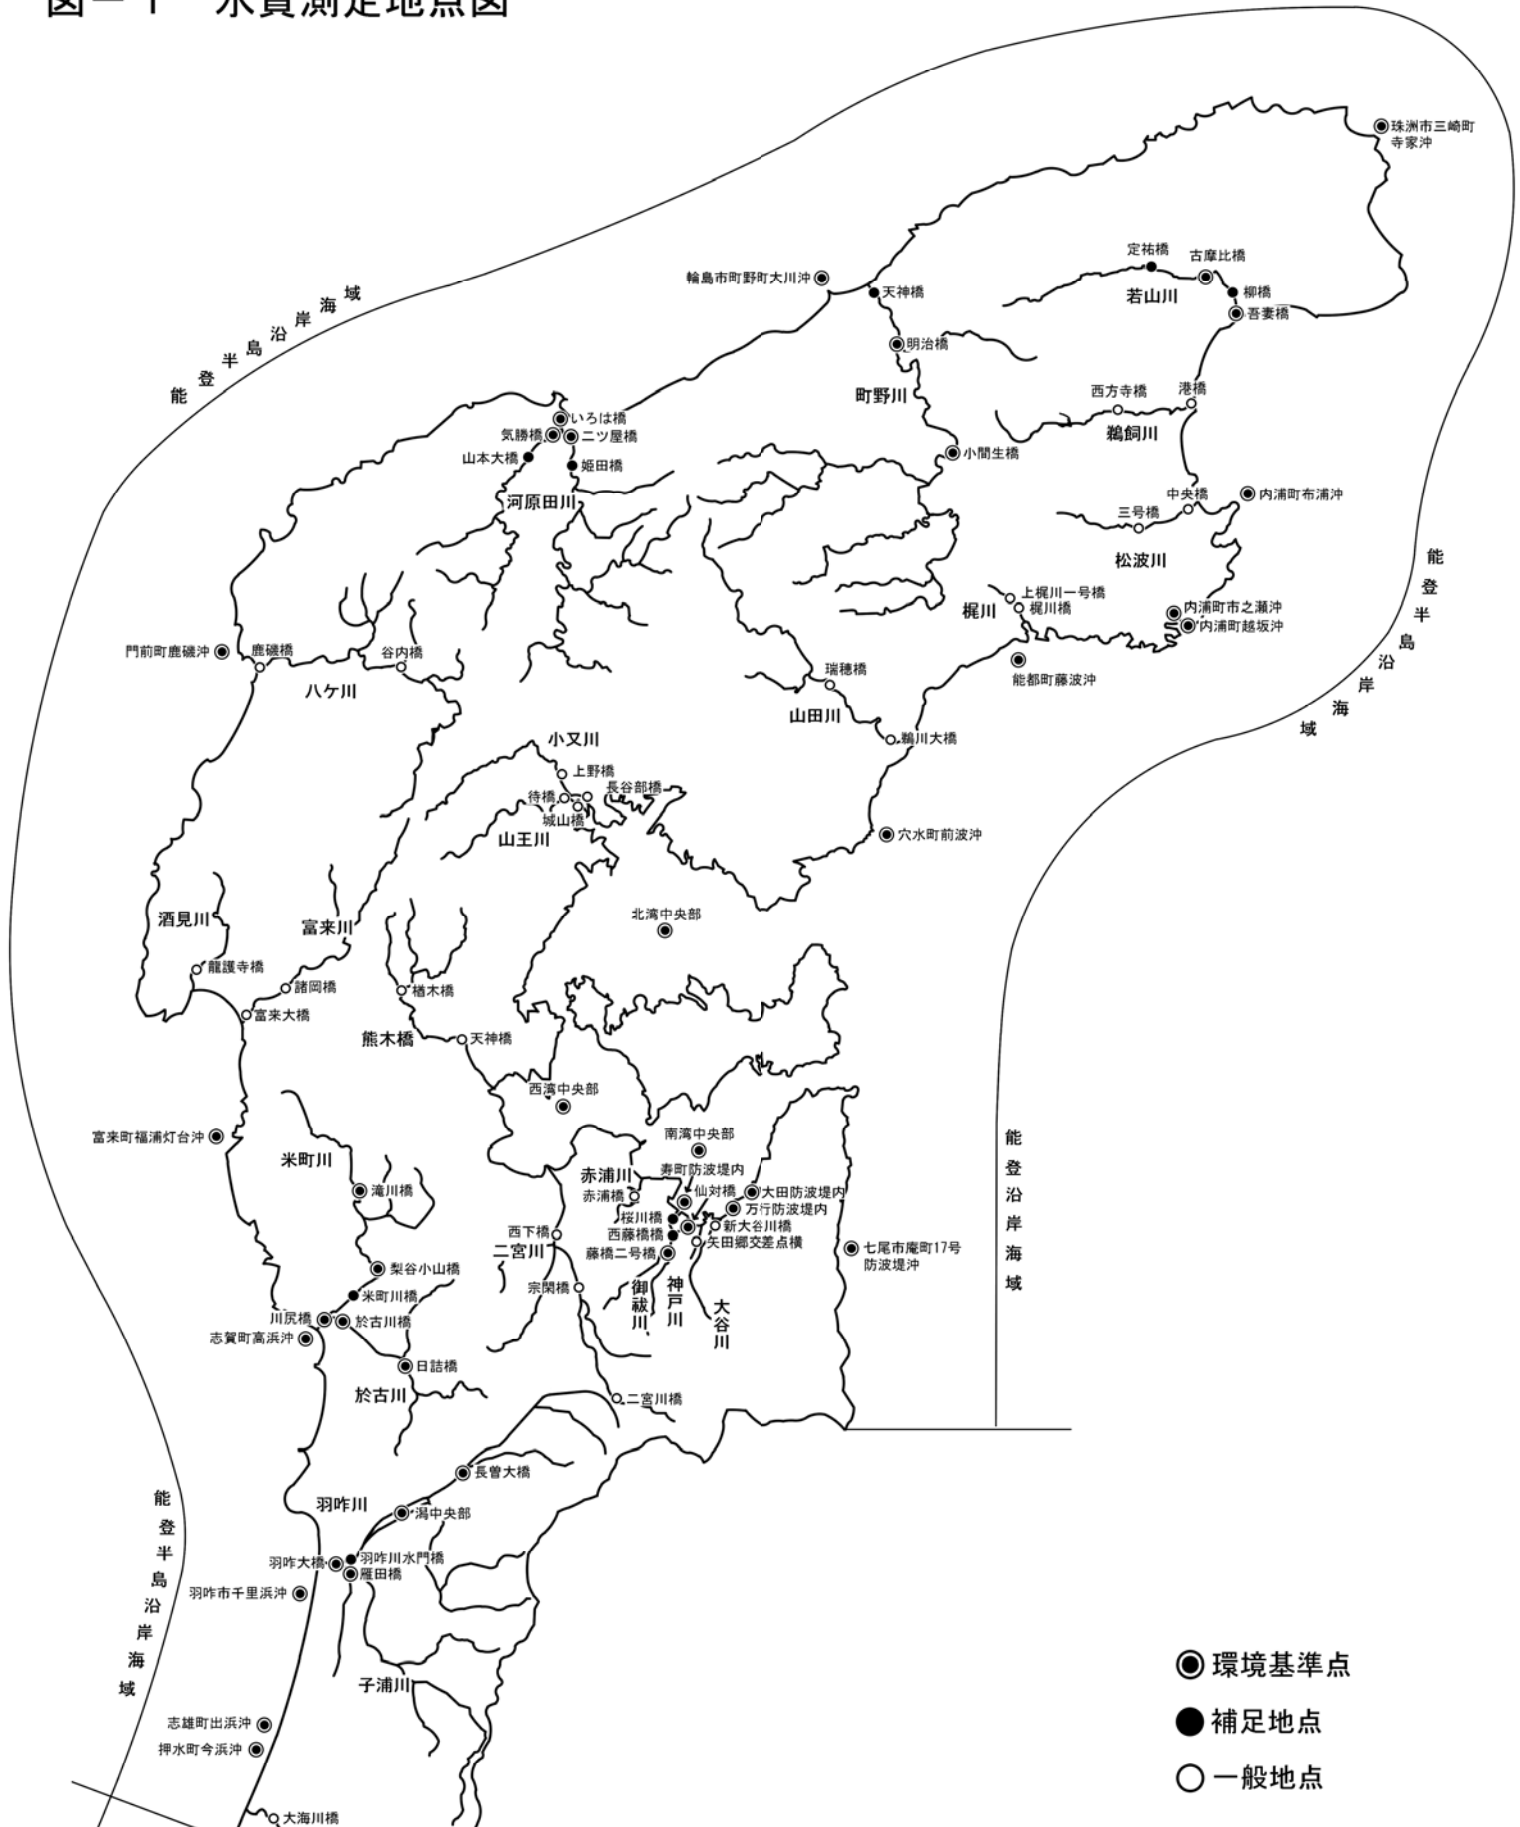 図－1 水質測定地点図
珠洲市三崎町
寺家沖
定祐橋
古摩比橋
輪島市町野町大川沖
天神橋
若山川
柳橋
吾妻橋
能登半島沿岸海域
明治橋
町野川
西方寺橋
港橋
鵜飼川
いろは橋
気勝橋
二ツ屋橋
山本大橋
姫田橋
小間生橋
河原田川
中央橋
内浦町布浦沖
三号橋
松波川
能登半島沿岸海域
上梶川一号橋
梶川
梶川橋
内浦町市之瀬沖
内浦町越坂沖
門前町鹿磯沖
鹿磯橋
谷内橋
八ケ川
瑞穂橋
能都町藤波沖
山田川
鵜川大橋
小又川
上野橋
長谷部橋
待橋
城山橋
山王川
穴水町前波沖
酒見川
富来川
北湾中央部
龍護寺橋
諸岡橋
楢木橋
富来大橋
熊木橋
天神橋
西湾中央部
富来町福浦灯台沖
米町川
南湾中央部
能登沿岸海域
赤浦川
寿町防波堤内
滝川橋
赤浦橋
仙対橋
大田防波堤内
万行防波堤内
桜川橋
新大谷川橋
西下橋
西藤橋橋
矢田郷交差点横
二宮川
藤橋二号橋
七尾市庵町17号
防波堤沖
梨谷小山橋
宗閑橋
御祓川
神戸川
大谷川
米町川橋
川尻橋
於古川橋
志賀町高浜沖
日詰橋
於古川
二宮川橋
長曽大橋
能登半島沿岸海域
羽咋川
潟中央部
羽咋大橋
羽咋川水門橋
雁田橋
羽咋市千里浜沖
子浦川
志雄町出浜沖
押水町今浜沖
大海川橋
環境基準点
補足地点
一般地点